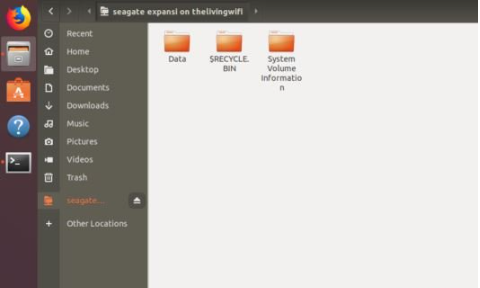 seagate expansi on thelivingwifi
Recent
Home
Desktop
Documents
Downloads
Music
Pictures
Videos
Trash
seagate...
Other Locations
Data
$RECYCLE.
BIN
System
Volume
Informatio
n